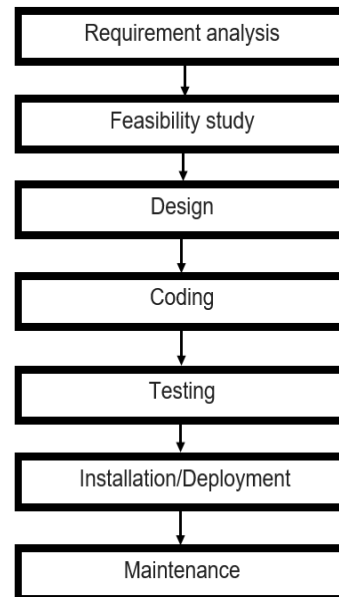 Requirement analysis
Feasibility study
Design
Coding
Testing
Installation/Deployment
Maintenance